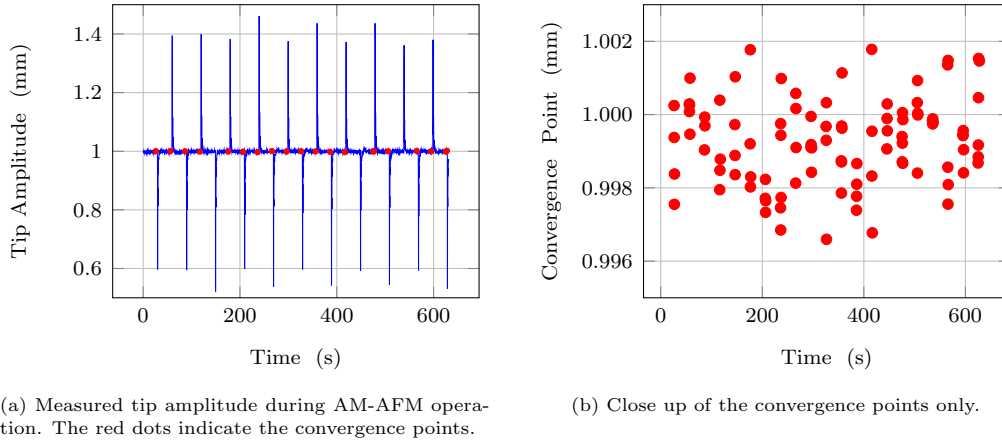 1.4
1.2
1
0.8
0.6
Tip Amplitude (mm)
0
200
400
600
Time (s)
(a) Measured tip amplitude during AM-AFM opera-
tion. The red dots indicate the convergence points.
1.002
1.000
0.998
0.996
Convergence Point (mm)
0
200
400
600
Time (s)
(b) Close up of the convergence points only.